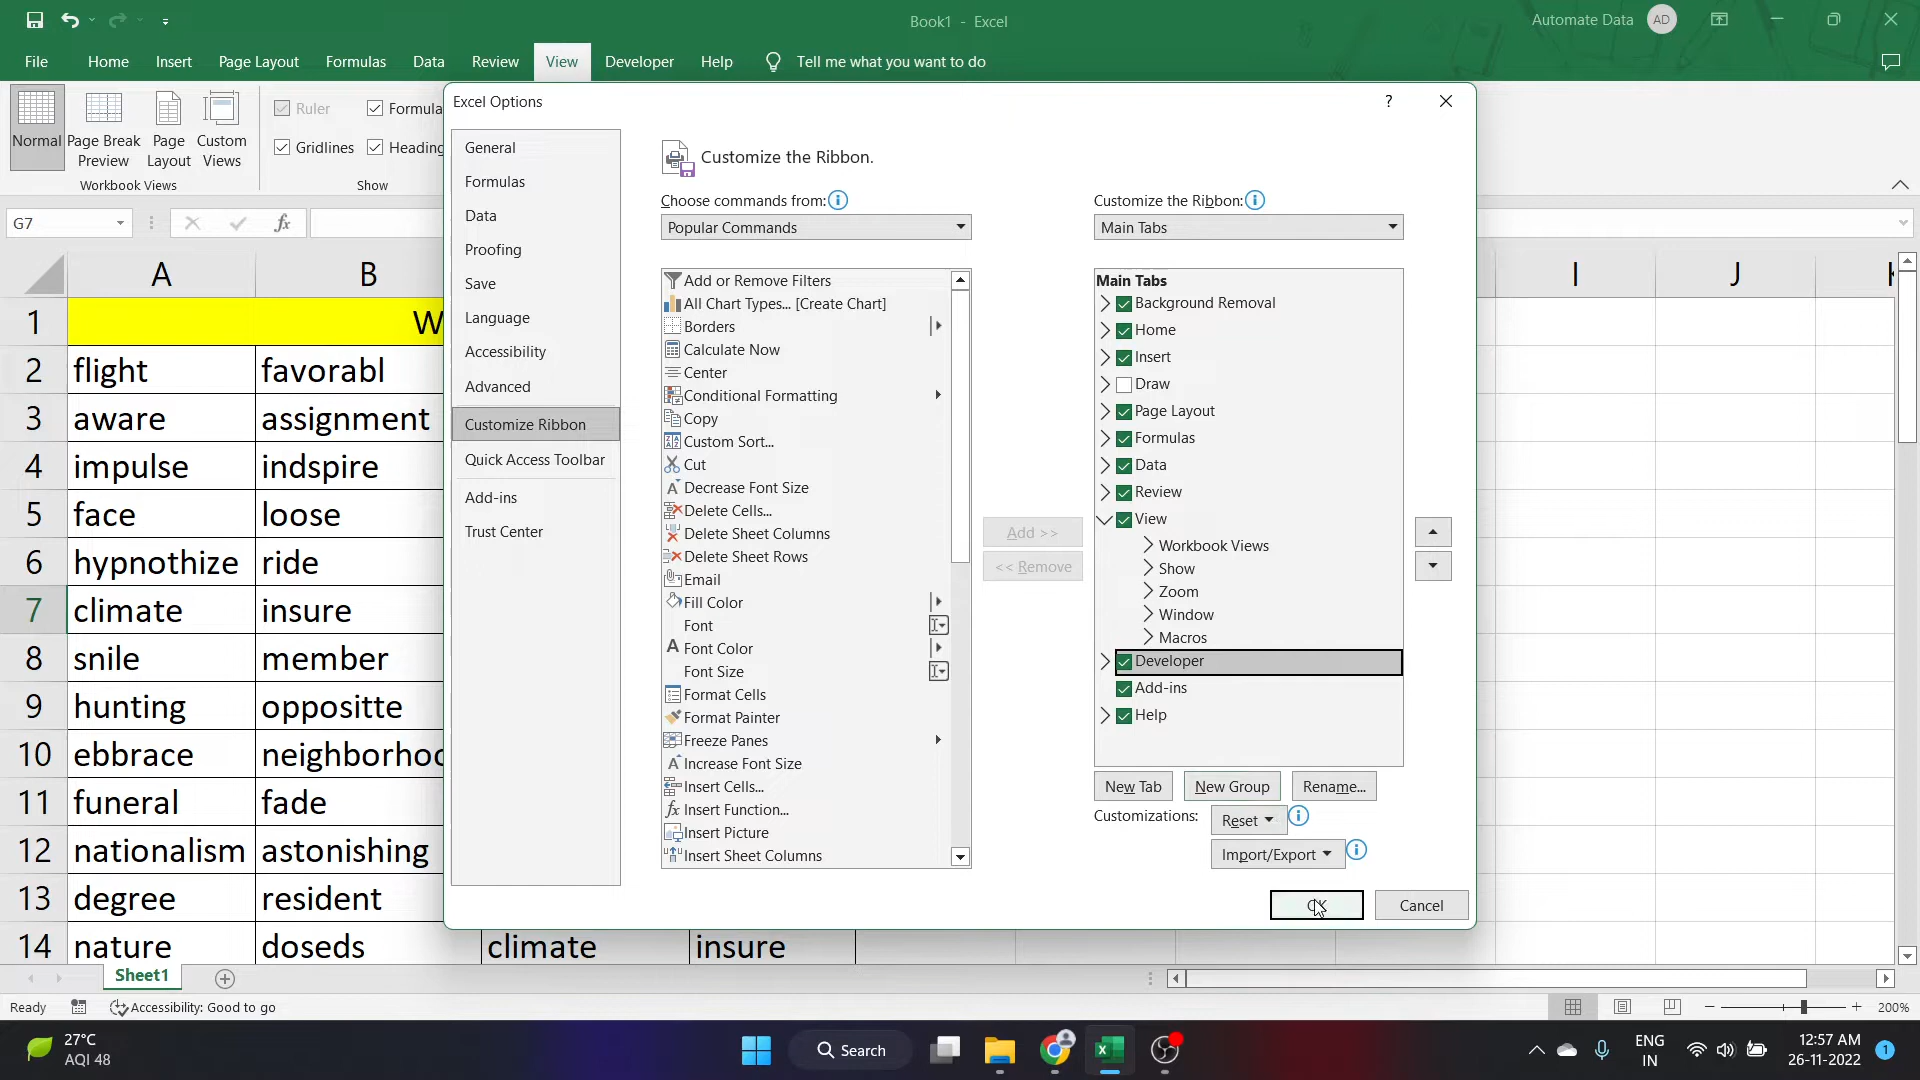 Book1 - Excel
Automate Data
AD
File
Home
Insert
Page Layout
Formulas
Data
Review
View
Developer
Help
Tell me what you want to do
Normal
Page Break
Preview
Page
Layout
Custom
Views
Workbook Views
Ruler
Formula
Gridlines
Heading
Show
G7
fx
A
B
I
J
K
1
2
3
4
5
6
7
8
9
10
11
12
13
14
W
flight
favorabl
aware
assignment
impulse
indspire
face
loose
hypnothize
ride
climate
insure
snile
member
hunting
oppositte
ebbrace
neighborhoo
funeral
fade
nationalism
astonishing
degree
resident
nature
doseds
climate
insure
Excel Options
?
General
Formulas
Data
Proofing
Save
Language
Accessibility
Advanced
Customize Ribbon
Quick Access Toolbar
Add-ins
Trust Center
Customize the Ribbon.
Choose commands from:
Popular Commands
Add or Remove Filters
All Chart Types... [Create Chart]
Borders
Calculate Now
Center
Conditional Formatting
Copy
Custom Sort...
Cut
Decrease Font Size
Delete Cells...
Delete Sheet Columns
Delete Sheet Rows
Email
Fill Color
Font
Font Color
Font Size
Format Cells
Format Painter
Freeze Panes
Increase Font Size
Insert Cells...
Insert Function...
Insert Picture
Insert Sheet Columns
Add >>
<< Remove
Customize the Ribbon:
Main Tabs
Main Tabs
Background Removal
Home
Insert
Draw
Page Layout
Formulas
Data
Review
View
Workbook Views
Show
Zoom
Window
Macros
Developer
Add-ins
Help
New Tab
New Group
Rename...
Customizations:
Reset
Import/Export
OK
Cancel
Sheet1
Ready
Accessibility: Good to go
200%
27°C
AQI 48
Search
ENG
IN
12:57 AM
26-11-2022
1